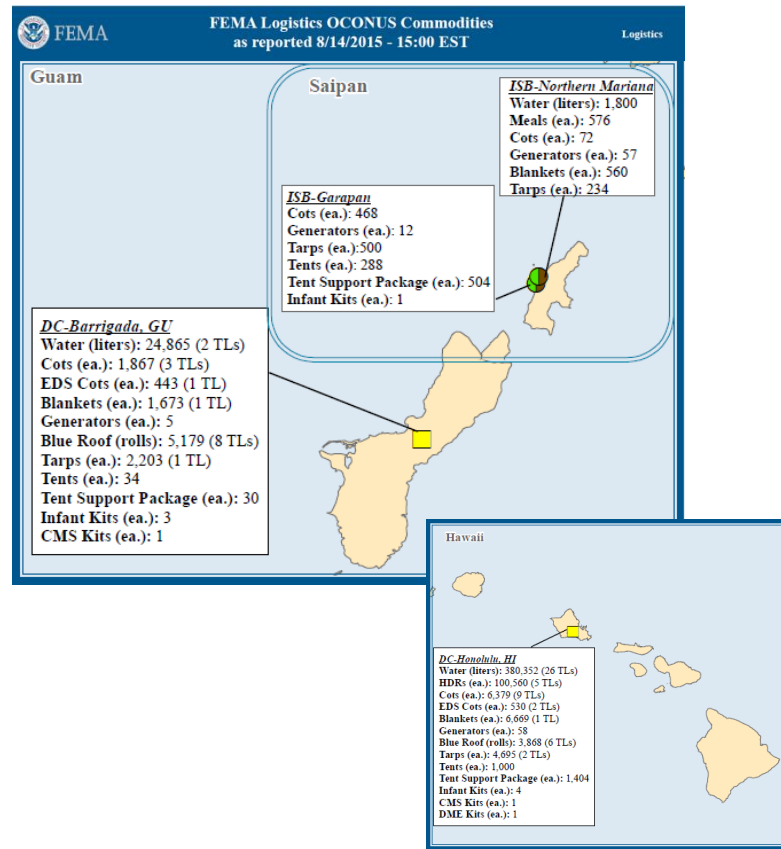 FEMA
FEMA Logistics OCONUS Commodities
as reported 8/14/2015 - 15:00 EST
Logistics
Guam
Saipan
ISB-Northern Mariana
Water (liters): 1,800
Meals (ea.): 576
Cots (ea.): 72
Generators (ea.): 57
Blankets (ea.): 560
Tarps (ea.): 234
ISB-Garapan
Cots (ea.): 468
Generators (ea.): 12
Tarps (ea.):500
Tents (ea.): 288
Tent Support Package (ea.): 504
Infant Kits (ea.): 1
DC-Barrigada, GU
Water (liters): 24,865 (2 TLs)
Cots (ea.): 1,867 (3 TLs)
EDS Cots (ea.): 443 (1 TL)
Blankets (ea.): 1,673 (1 TL)
Generators (ea.): 5
Blue Roof (rolls): 5,179 (8 TLs)
Tarps (ea.): 2,203 (1 TL)
Tents (ea.): 34
Tent Support Package (ea.): 30
Infant Kits (ea.): 3
CMS Kits (ea.): 1
Hawaii
DC-Honolulu, HI
Water (liters): 380,352 (26 TLs)
HDRs (ea.): 100,560 (5 TLs)
Cots (ea.): 6,379 (9 TLs)
EDS Cots (ea.): 530 (2 TLs)
Blankets (ea.): 6,669 (1 TL)
Generators (ea.): 58
Blue Roof (rolls): 3,868 (6 TLs)
Tarps (ea.): 4,695 (2 TLs)
Tents (ea.): 1,000
Tent Support Package (ea.): 1,404
Infant Kits (ea.): 4
CMS Kits (ea.): 1
DME Kits (ea.): 1